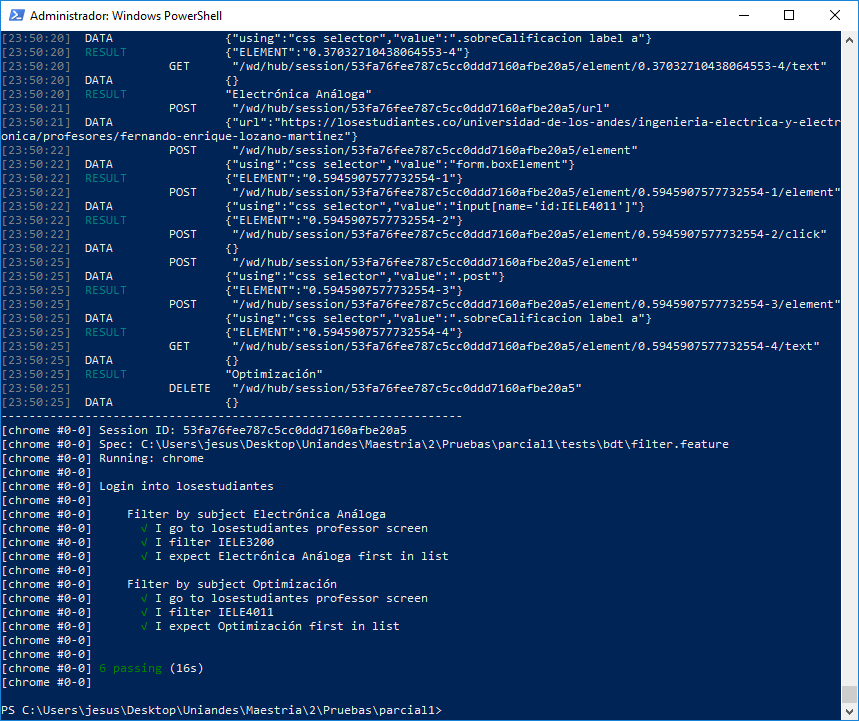 Administrador: Windows PowerShell
[23:50:20] DATA {"using":"css selector","value":".sobreCalificacion label a"}
[23:50:20] RESULT {"ELEMENT":"0.37032710438064553-4"}
[23:50:20] GET "/wd/hub/session/53fa76fee787c5cc0ddd7160afbe20a5/element/0.37032710438064553-4/text"
[23:50:20] DATA {}
[23:50:20] RESULT "Electrónica Análoga"
[23:50:21] POST "/wd/hub/session/53fa76fee787c5cc0ddd7160afbe20a5/url"
[23:50:21] DATA {"url":"https://losestudiantes.co/universidad-de-los-andes/ingenieria-electrica-y-electr
onica/profesores/fernando-enrique-lozano-martinez"}
[23:50:22] POST "/wd/hub/session/53fa76fee787c5cc0ddd7160afbe20a5/element"
[23:50:22] DATA {"using":"css selector","value":"form.boxElement"}
[23:50:22] RESULT {"ELEMENT":"0.5945907577732554-1"}
[23:50:22] POST "/wd/hub/session/53fa76fee787c5cc0ddd7160afbe20a5/element/0.5945907577732554-1/element"
[23:50:22] DATA {"using":"css selector","value":"input[name='id:IELE4011']"}
[23:50:22] RESULT {"ELEMENT":"0.5945907577732554-2"}
[23:50:22] POST "/wd/hub/session/53fa76fee787c5cc0ddd7160afbe20a5/element/0.5945907577732554-2/click"
[23:50:22] DATA {}
[23:50:25] POST "/wd/hub/session/53fa76fee787c5cc0ddd7160afbe20a5/element"
[23:50:25] DATA {"using":"css selector","value":".post"}
[23:50:25] RESULT {"ELEMENT":"0.5945907577732554-3"}
[23:50:25] POST "/wd/hub/session/53fa76fee787c5cc0ddd7160afbe20a5/element/0.5945907577732554-3/element"
[23:50:25] DATA {"using":"css selector","value":".sobreCalificacion label a"}
[23:50:25] RESULT {"ELEMENT":"0.5945907577732554-4"}
[23:50:25] GET "/wd/hub/session/53fa76fee787c5cc0ddd7160afbe20a5/element/0.5945907577732554-4/text"
[23:50:25] DATA {}
[23:50:25] RESULT "Optimización"
[23:50:25] DELETE "/wd/hub/session/53fa76fee787c5cc0ddd7160afbe20a5"
[23:50:25] DATA {}
------------------------------------------------------------------
[chrome #0-0] Session ID: 53fa76fee787c5cc0ddd7160afbe20a5
[chrome #0-0] Spec: C:\Users\jesus\Desktop\Uniandes\Maestria\2\Pruebas\parcial1\tests\bdt\filter.feature
[chrome #0-0] Running: chrome
[chrome #0-0]
[chrome #0-0] Login into losestudiantes
[chrome #0-0]
[chrome #0-0] Filter by subject Electrónica Análoga
[chrome #0-0] √ I go to losestudiantes professor screen
[chrome #0-0] √ I filter IELE3200
[chrome #0-0] √ I expect Electrónica Análoga first in list
[chrome #0-0]
[chrome #0-0] Filter by subject Optimización
[chrome #0-0] √ I go to losestudiantes professor screen
[chrome #0-0] √ I filter IELE4011
[chrome #0-0] √ I expect Optimización first in list
[chrome #0-0]
[chrome #0-0]
[chrome #0-0] 6 passing (16s)
[chrome #0-0]
PS C:\Users\jesus\Desktop\Uniandes\Maestria\2\Pruebas\parcial1>